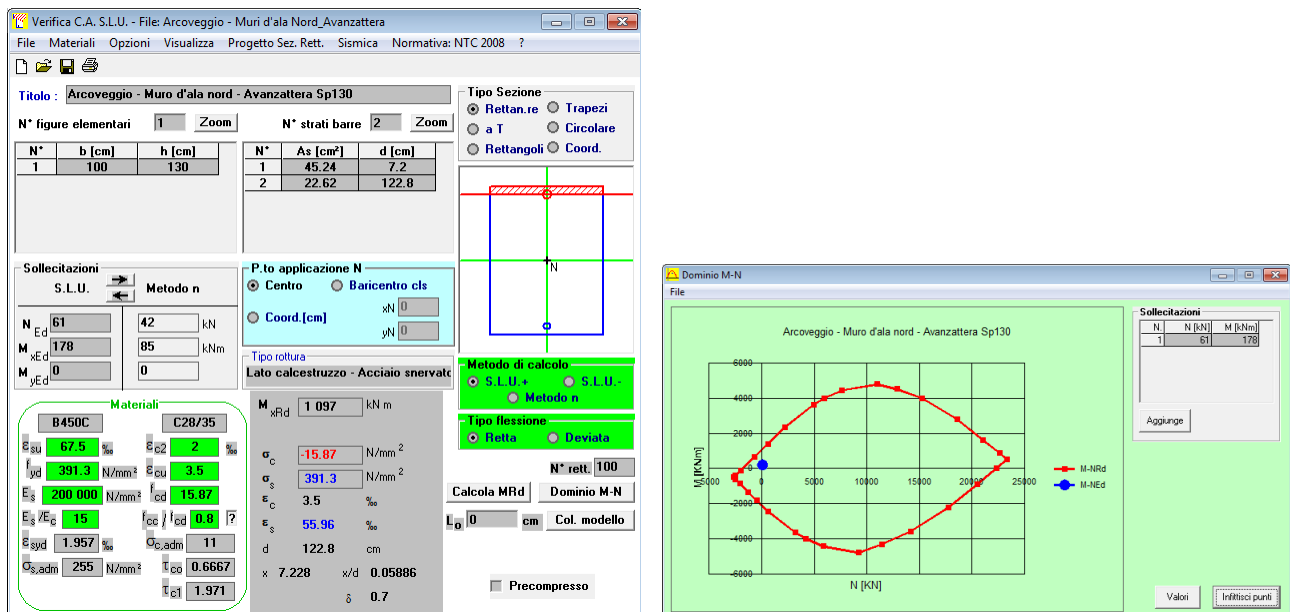 Verifica C.A. S.L.U. - File: Arcoveggio - Muri d'ala Nord_Avanzattera
File Materiali Opzioni Visualizza Progetto Sez. Rett. Sismica Normativa: NTC 2008 ?
Titolo : Arcoveggio - Muro d'ala nord - Avanzattera Sp130
N° figure elementari 1 Zoom
N° strati barre 2 Zoom
N° b [cm] h [cm]
1 100 130
N° As [cm²] d [cm]
1 45.24 7.2
2 22.62 122.8
Tipo Sezione
Rettan.re Trapezi
a T Circolare
Rettangoli Coord.
N
Sollecitazioni
S.L.U. Metodo n
N Ed 61 42 kN
M xEd 178 85 kNm
M yEd 0 0
P.to applicazione N
Centro Baricentro cls
Coord.[cm] xN 0
yN 0
Tipo rottura
Lato calcestruzzo - Acciaio snervato
Metodo di calcolo
S.L.U.+ S.L.U.-
Metodo n
Tipo flessione
Retta Deviata
N° rett. 100
Calcola MRd Dominio M-N
L₀ 0 cm Col. modello
Precompresso
Materiali
B450C C28/35
εsu 67.5 ‰ εc2 2 ‰
fyd 391.3 N/mm² εcu 3.5
Es 200 000 N/mm² fcd 15.87
Es /Ec 15 fcc / fcd 0.8 ?
εsyd 1.957 ‰ σc,adm 11
σs,adm 255 N/mm² τco 0.6667
τc1 1.971
M xRd 1 097 kN m
σc -15.87 N/mm²
σs 391.3 N/mm²
εc 3.5 ‰
εs 55.96 ‰
d 122.8 cm
x 7.228 x/d 0.05886
δ 0.7
Dominio M-N
File
Arcoveggio - Muro d'ala nord - Avanzattera Sp130
6000
4000
2000
0
-2000
-4000
-6000
M [KNm]
-5000 0 5000 10000 15000 20000 25000
N [KN]
M-NRd
M-NEd
Sollecitazioni
N. N [kN] M [kNm]
1 61 178
Aggiunge
Valori Infittisci punti